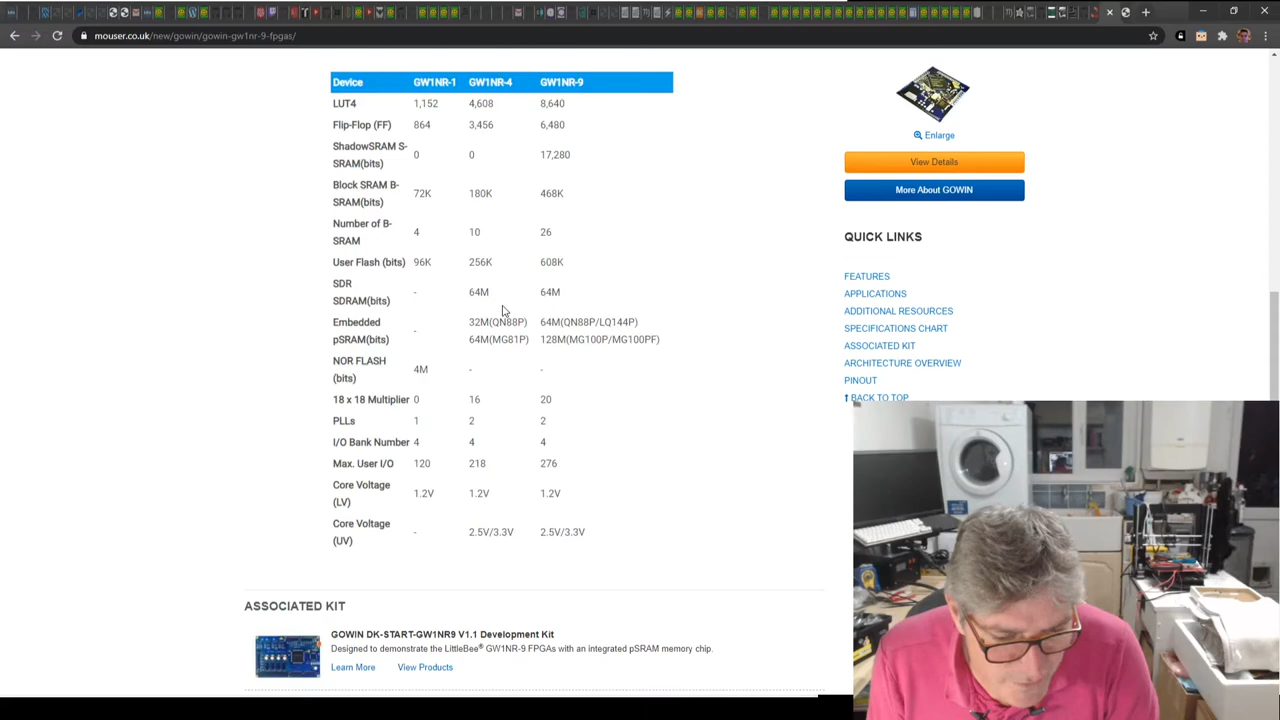 mouser.co.uk/new/gowin/gowin-gw1nr-9-fpgas/
Device GW1NR-1 GW1NR-4 GW1NR-9
LUT4 1,152 4,608 8,640
Flip-Flop (FF) 864 3,456 6,480
ShadowSRAM S-
SRAM(bits) 0 0 17,280
Block SRAM B-
SRAM(bits) 72K 180K 468K
Number of B-
SRAM 4 10 26
User Flash (bits) 96K 256K 608K
SDR
SDRAM(bits) - 64M 64M
Embedded 32M(QN88P) 64M(QN88P/LQ144P)
pSRAM(bits) - 64M(MG81P) 128M(MG100P/MG100PF)
NOR FLASH
(bits) 4M - -
18 x 18 Multiplier 0 16 20
PLLs 1 2 2
I/O Bank Number 4 4 4
Max. User I/O 120 218 276
Core Voltage
(LV) 1.2V 1.2V 1.2V
Core Voltage
(UV) - 2.5V/3.3V 2.5V/3.3V
ASSOCIATED KIT
GOWIN DK-START-GW1NR9 V1.1 Development Kit
Designed to demonstrate the LittleBee® GW1NR-9 FPGAs with an integrated pSRAM memory chip.
Learn More View Products
Enlarge
View Details
More About GOWIN
QUICK LINKS
FEATURES
APPLICATIONS
ADDITIONAL RESOURCES
SPECIFICATIONS CHART
ASSOCIATED KIT
ARCHITECTURE OVERVIEW
PINOUT
BACK TO TOP